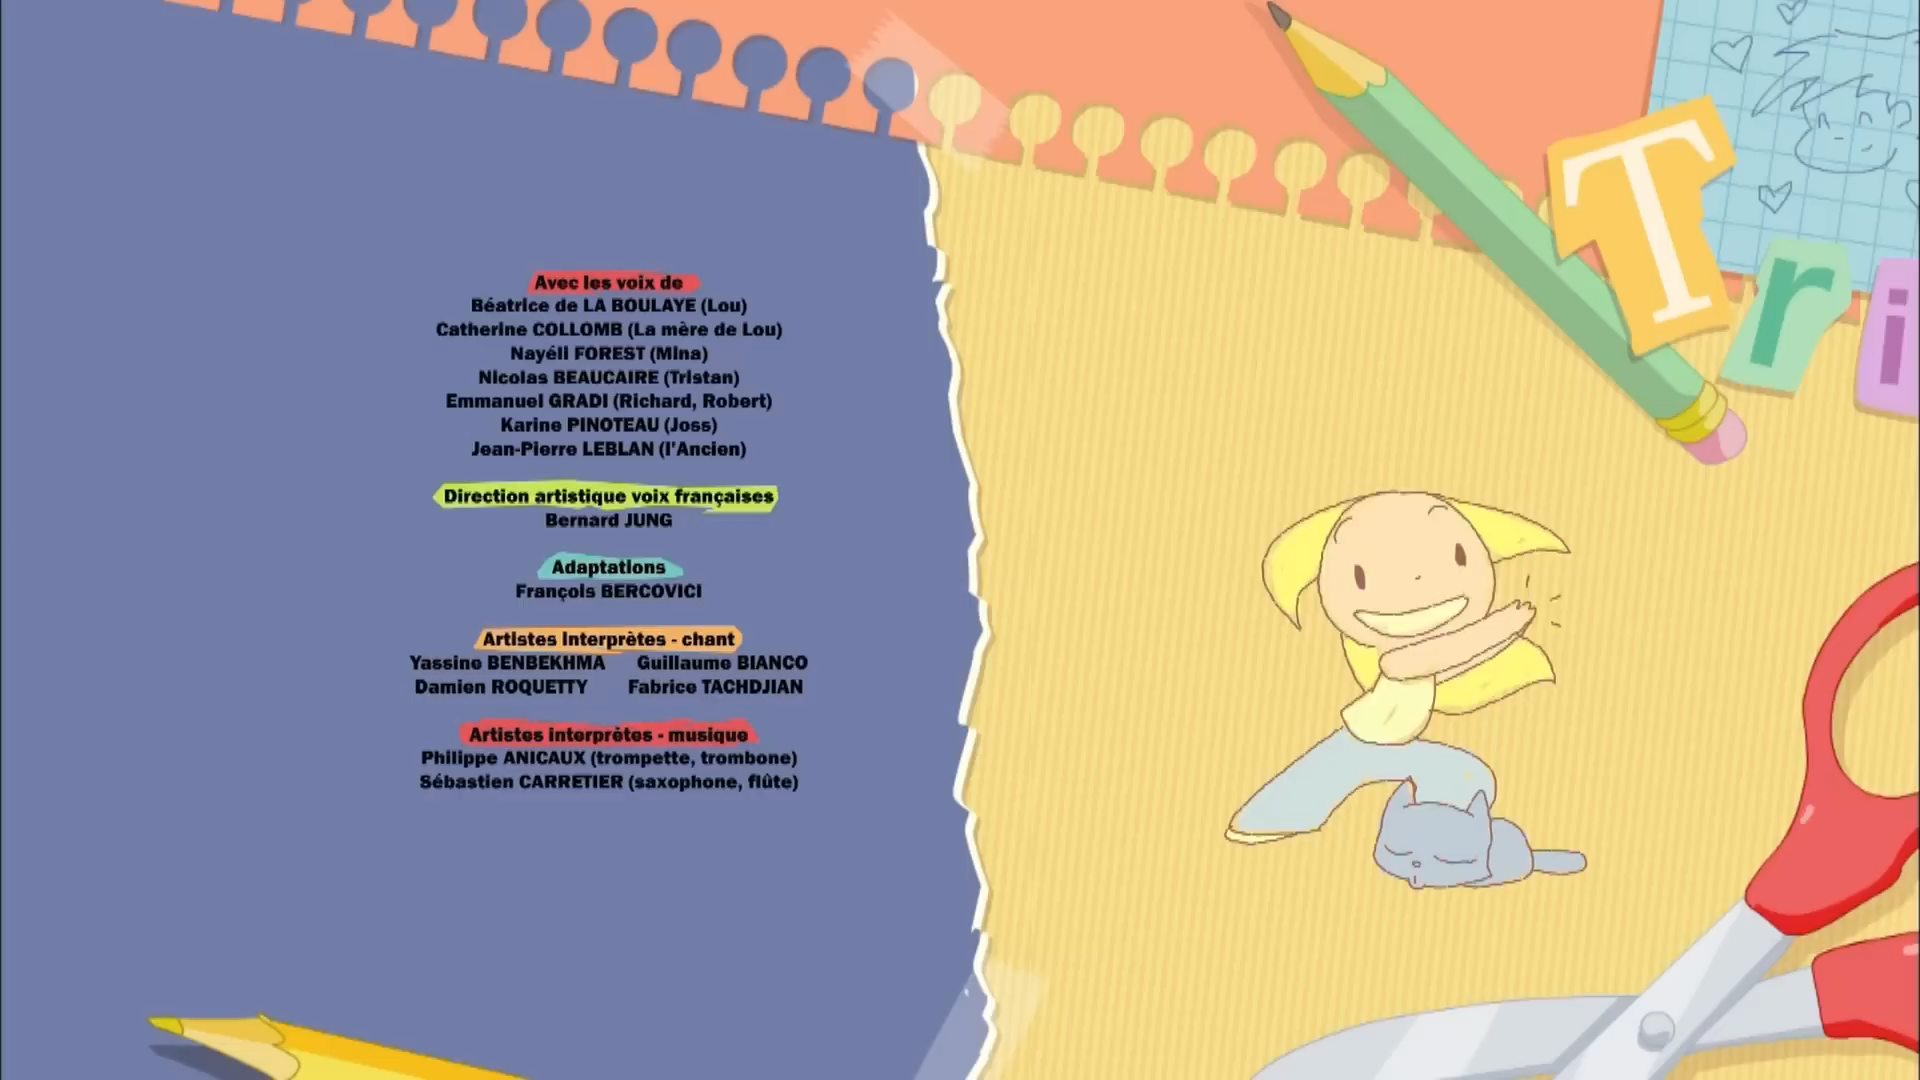 Avec les voix de
Béatrice de LA BOULAYE (Lou)
Catherine COLLOMB (La mère de Lou)
Nayéli FOREST (Mina)
Nicolas BEAUCAIRE (Tristan)
Emmanuel GRADI (Richard, Robert)
Karine PINOTEAU (Joss)
Jean-Pierre LEBLAN (l'Ancien)
Direction artistique voix françaises
Bernard JUNG
Adaptations
François BERCOVICI
Artistes interprètes - chant
Yassine BENBEKHMA Guillaume BIANCO
Damien ROQUETTY Fabrice TACHDJIAN
Artistes interprètes - musique
Philippe ANICAUX (trompette, trombone)
Sébastien CARRETIER (saxophone, flûte)
Tri